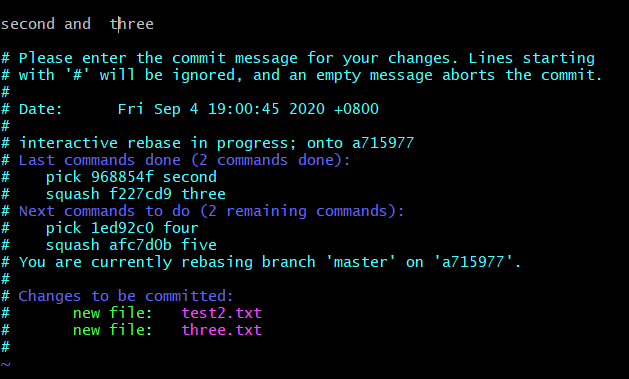 second and  three
# Please enter the commit message for your changes. Lines starting
# with '#' will be ignored, and an empty message aborts the commit.
#
# Date:      Fri Sep 4 19:00:45 2020 +0800
#
# interactive rebase in progress; onto a715977
# Last commands done (2 commands done):
#    pick 968854f second
#    squash f227cd9 three
# Next commands to do (2 remaining commands):
#    pick 1ed92c0 four
#    squash afc7d0b five
# You are currently rebasing branch 'master' on 'a715977'.
#
# Changes to be committed:
#       new file:   test2.txt
#       new file:   three.txt
#
~